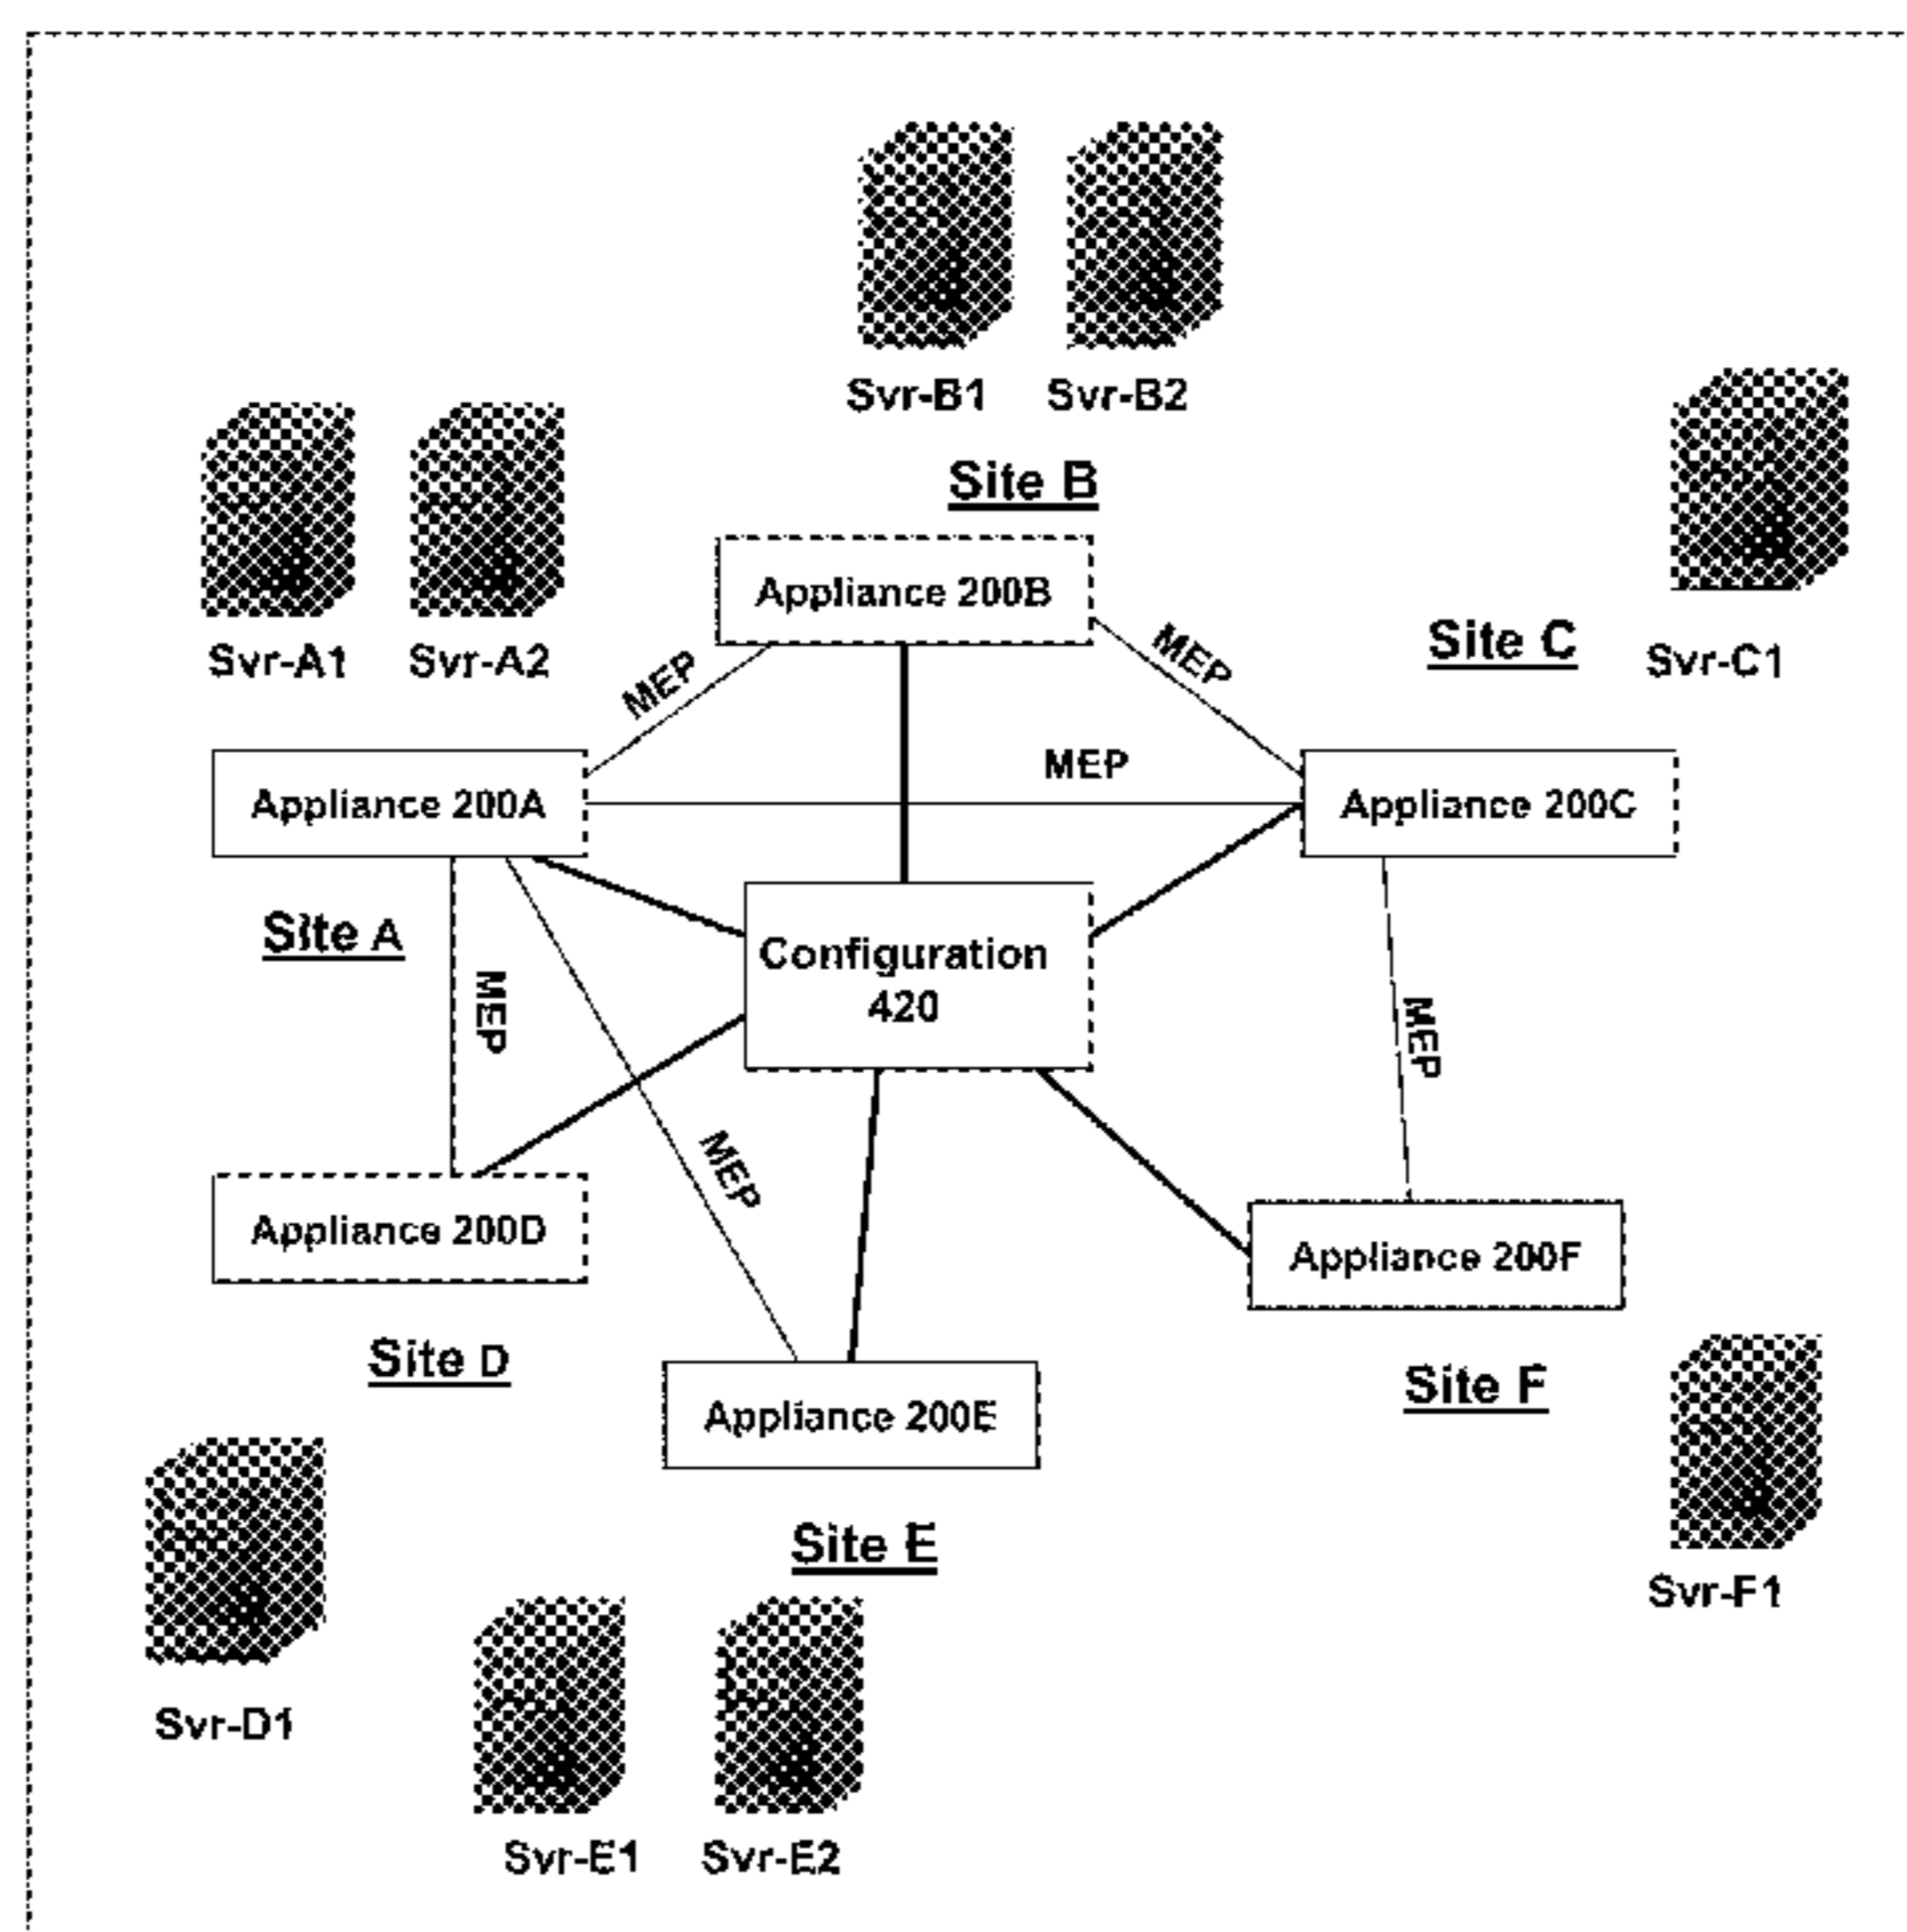 Svr-B1 Svr-B2
Site B
Svr-A1 Svr-A2
Appliance 200B
Site C
Svr-C1
MEP
MEP
MEP
Appliance 200A
Appliance 200C
Site A
Configuration
420
MEP
MEP
MEP
Appliance 200D
Appliance 200F
Site D
Appliance 200E
Site F
Site E
Svr-F1
Svr-D1
Svr-E1 Svr-E2